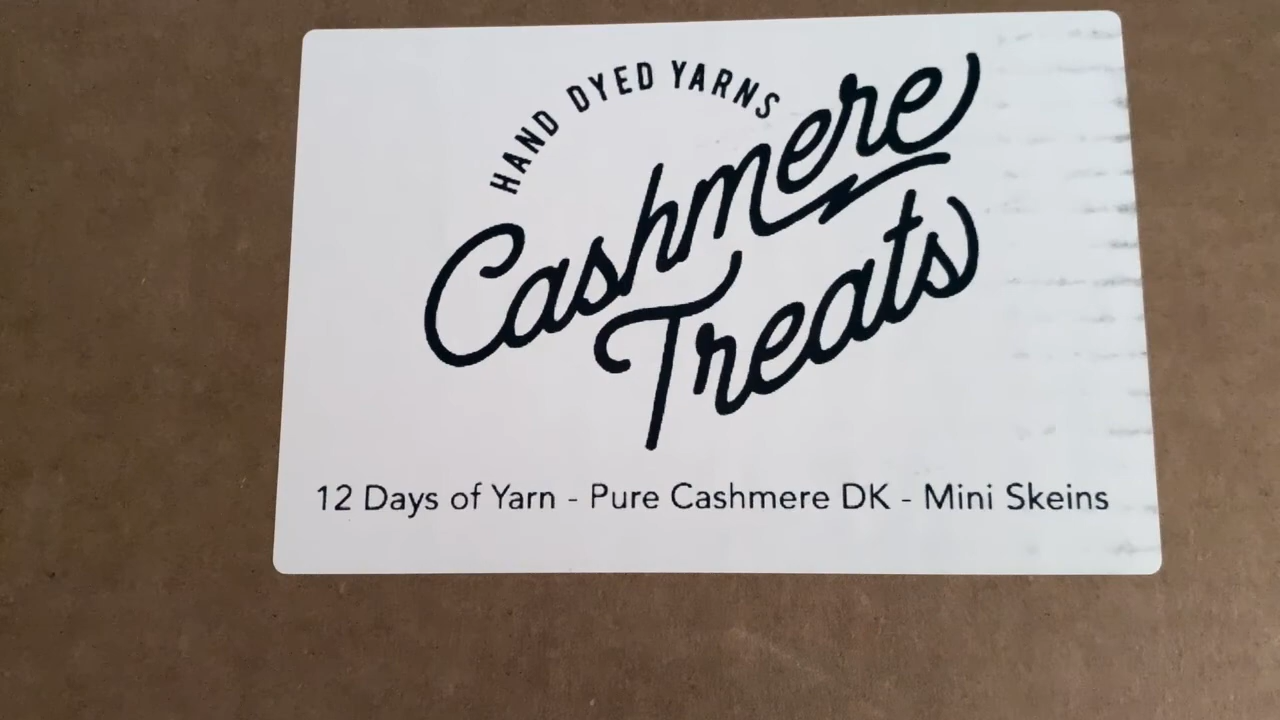 HAND DYED YARNS
Cashmere
Treats
12 Days of Yarn - Pure Cashmere DK - Mini Skeins